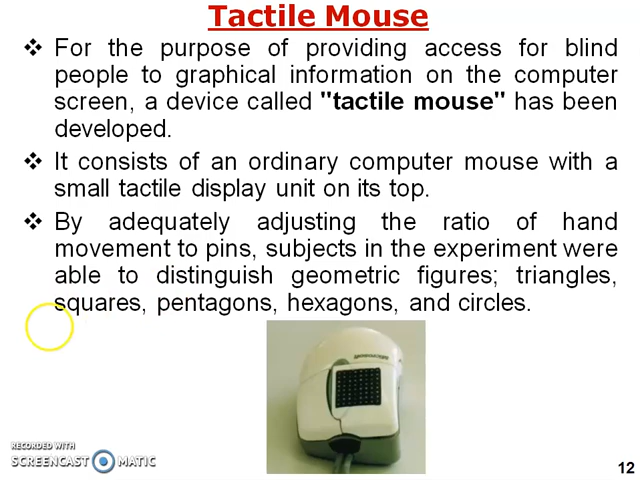 Tactile Mouse
❖ For the purpose of providing access for blind
people to graphical information on the computer
screen, a device called "tactile mouse" has been
developed.
❖ It consists of an ordinary computer mouse with a
small tactile display unit on its top.
❖ By adequately adjusting the ratio of hand
movement to pins, subjects in the experiment were
able to distinguish geometric figures; triangles,
squares, pentagons, hexagons, and circles.
RECORDED WITH
SCREENCAST MATIC
12